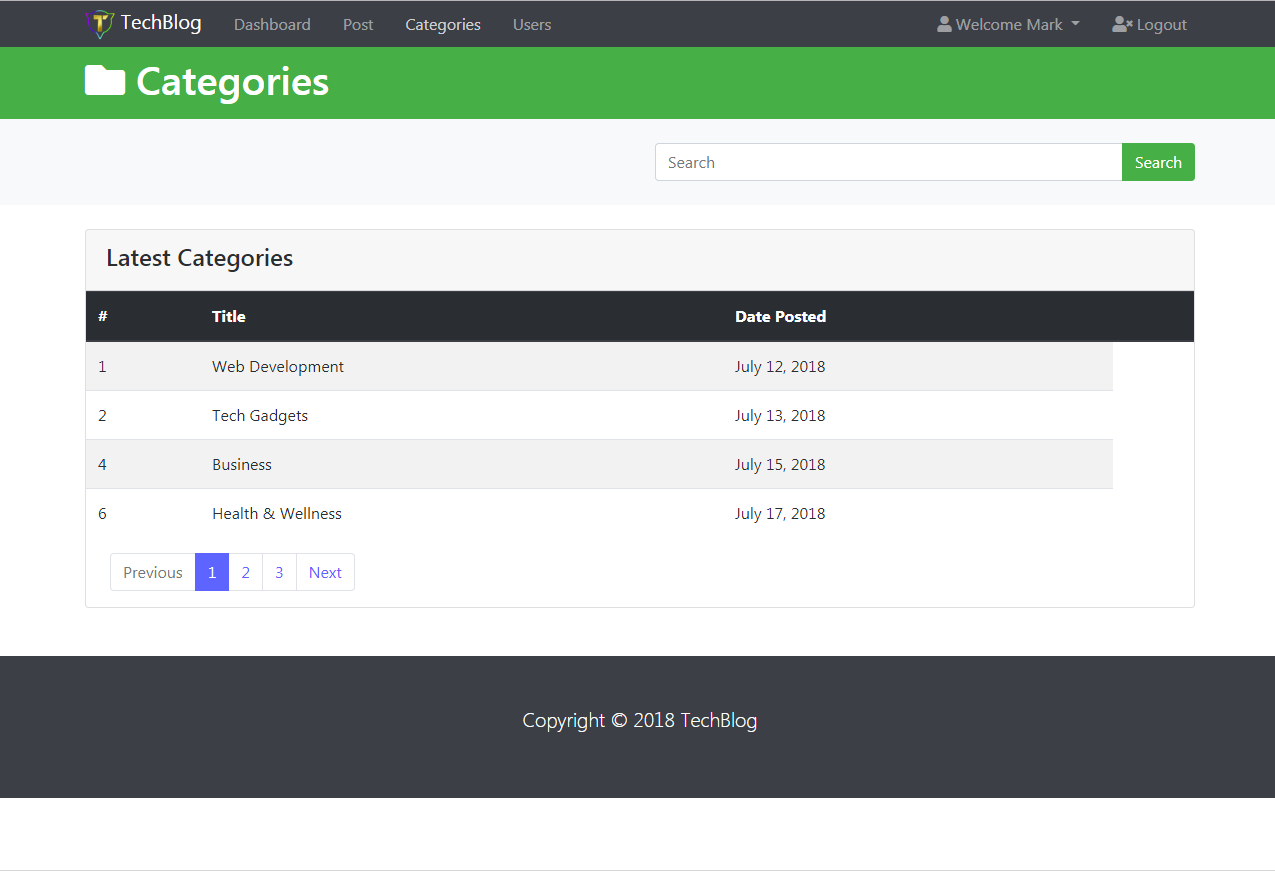 TechBlog Dashboard Post Categories Users Welcome Mark Logout
Categories
Search Search
Latest Categories
# Title Date Posted
1 Web Development July 12, 2018
2 Tech Gadgets July 13, 2018
4 Business July 15, 2018
6 Health & Wellness July 17, 2018
Previous 1 2 3 Next
Copyright © 2018 TechBlog